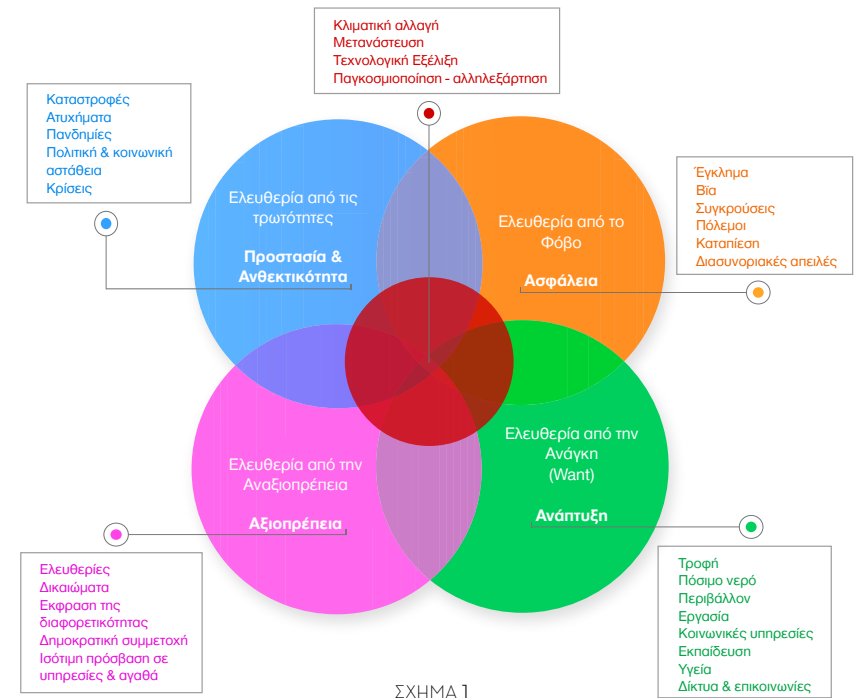 Κλιματική αλλαγή
Μετανάστευση
Τεχνολογική Εξέλιξη
Παγκοσμιοποίηση - αλληλεξάρτηση
Καταστροφές
Ατυχήματα
Πανδημίες
Πολιτική & κοινωνική
αστάθεια
Κρίσεις
Έγκλημα
Βία
Συγκρούσεις
Πόλεμοι
Καταπίεση
Διασυνοριακές απειλές
Ελευθερία από τις
τρωτότητες
Προστασία &
Ανθεκτικότητα
Ελευθερία από το
Φόβο
Ασφάλεια
Ελευθερία από την
Αναξιοπρέπεια
Αξιοπρέπεια
Ελευθερία από την
Ανάγκη
(Want)
Ανάπτυξη
Ελευθερίες
Δικαιώματα
Εκφραση της
διαφορετικότητας
Δημοκρατική συμμετοχή
Ισότιμη πρόσβαση σε
υπηρεσίες & αγαθά
Τροφή
Πόσιμο νερό
Περιβάλλον
Εργασία
Κοινωνικές υπηρεσίες
Εκπαίδευση
Υγεία
Δίκτυα & επικοινωνίες
ΣΧΗΜΑ 1